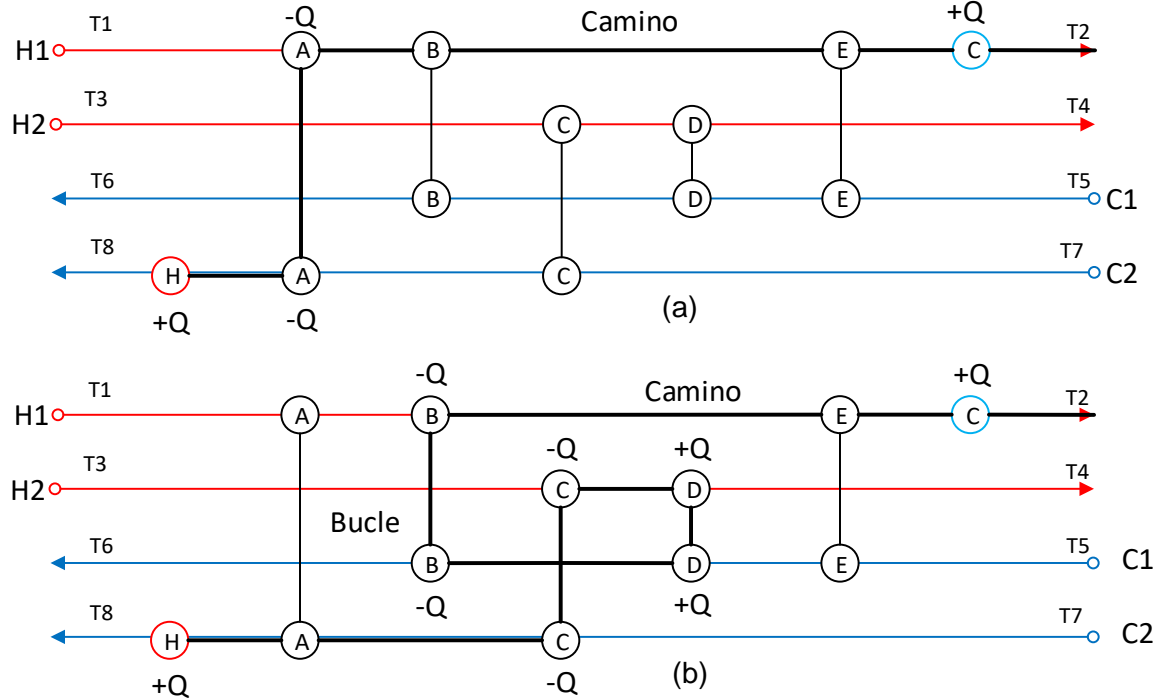 -Q Camino +Q
T1 T2
H1 A B E C
T3 T4
H2 C D
T6 T5
B D E C1
T8 T7
H A C C2
+Q -Q (a)
-Q Camino +Q
T1 T2
H1 A B E C
-Q +Q
T3 T4
H2 C D
Bucle
T6 T5
B D E C1
-Q +Q
T8 T7
H A C C2
+Q -Q (b)